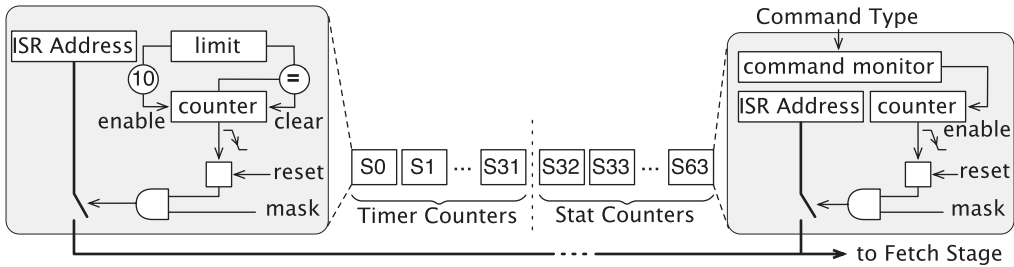 ISR Address
limit
10
=
counter
enable
clear
reset
mask
S0 S1 ... S31 S32 S33 ... S63
Timer Counters
Stat Counters
Command Type
command monitor
ISR Address
counter
enable
reset
mask
to Fetch Stage